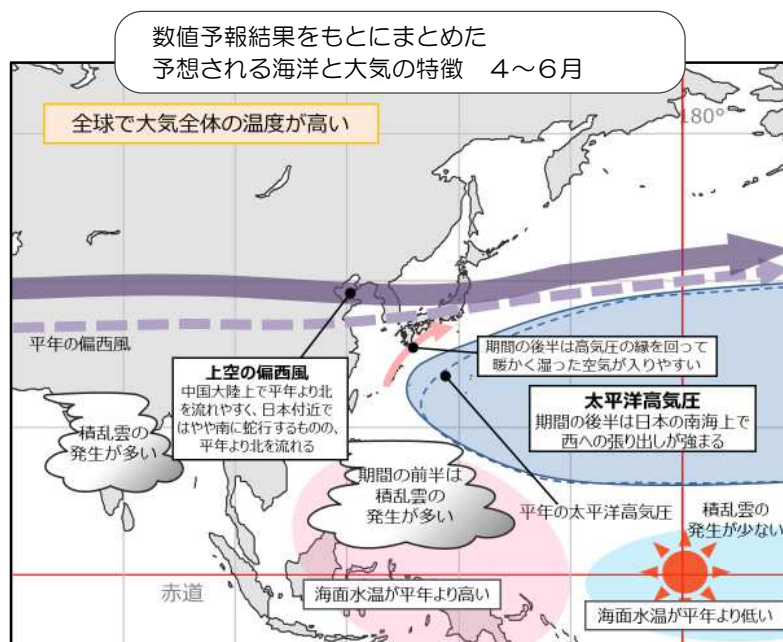 数値予報結果をもとにまとめた
予想される海洋と大気の特徴　４～６月
180°
全球で大気全体の温度が高い
平年の偏西風
上空の偏西風
中国大陸上で平年より北
を流れやすく、日本付近で
はやや南に蛇行するものの、
平年より北を流れる
期間の後半は高気圧の縁を回って
暖かく湿った空気が入りやすい
太平洋高気圧
期間の後半は日本の南海上で
西への張り出しが強まる
積乱雲の
発生が多い
期間の前半は
積乱雲の
発生が多い
平年の太平洋高気圧
積乱雲の
発生が少ない
赤道
海面水温が平年より高い
海面水温が平年より低い